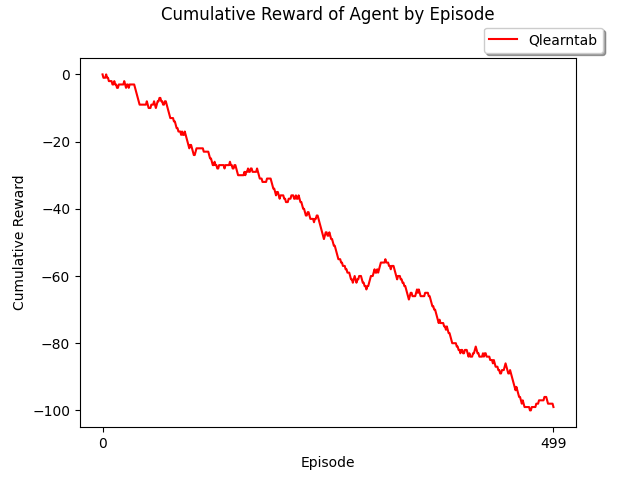 Cumulative Reward of Agent by Episode
Qlearntab
0
−20
−40
−60
−80
−100
Cumulative Reward
0
499
Episode